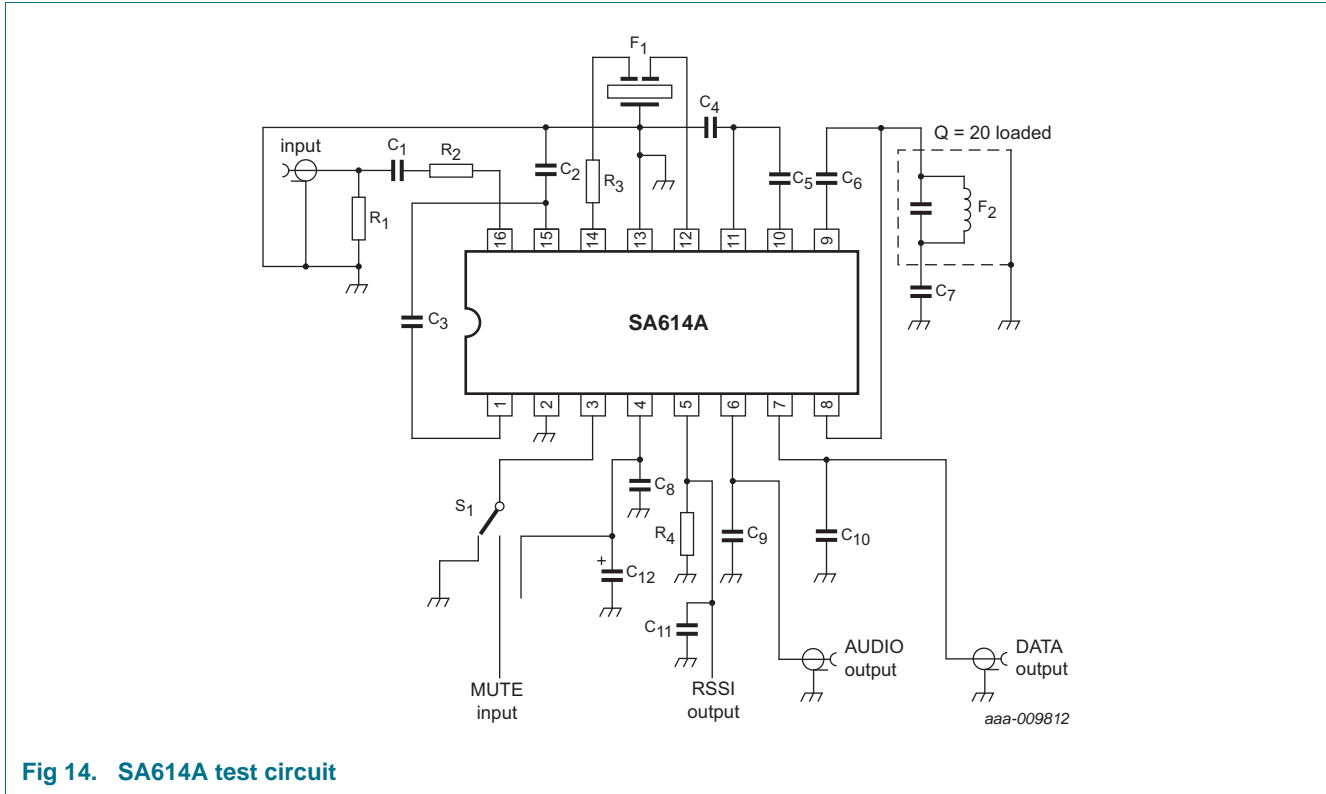 F1
C4
Q = 20 loaded
input
C1
R2
C2
R3
C5
C6
F2
R1
16
15
14
13
12
11
10
9
C7
C3
SA614A
1
2
3
4
5
6
7
8
S1
C8
R4
C9
C10
+
C12
C11
AUDIO
output
DATA
output
MUTE
input
RSSI
output
aaa-009812
Fig 14. SA614A test circuit